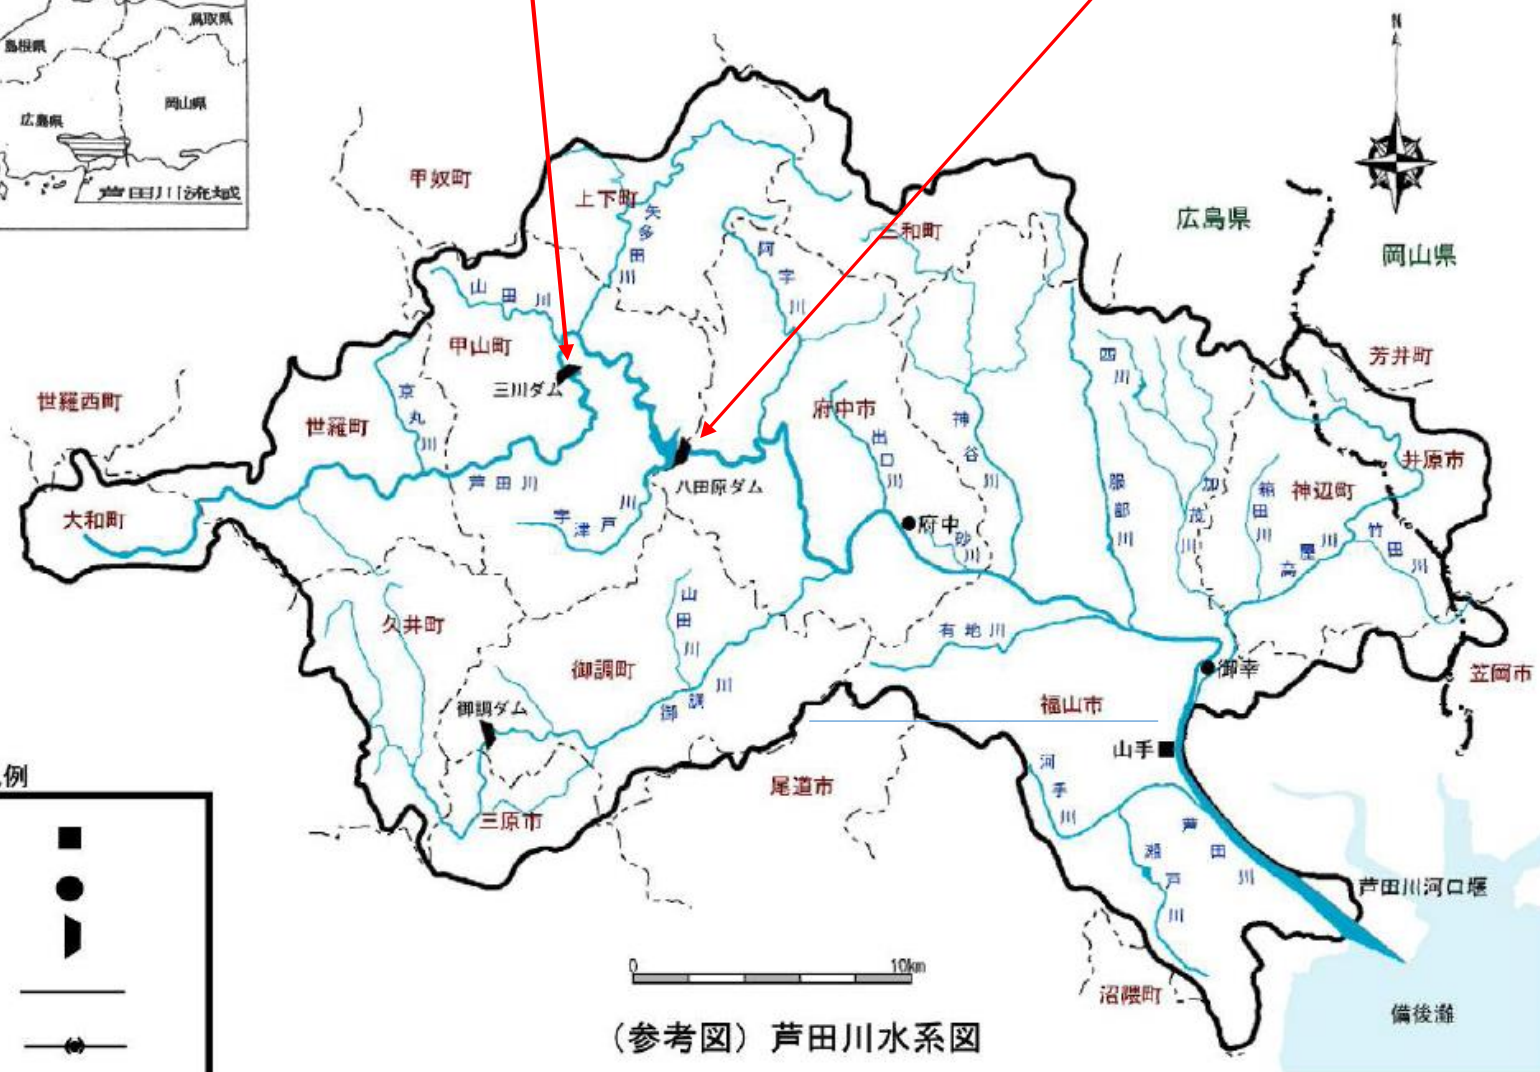 鳥取県
島根県
岡山県
広島県
芦田川流域
N
甲奴町
上下町
矢多田川
三和町
広島県
岡山県
阿字川
山田川
甲山町
三川ダム
京丸川
世羅町
世羅西町
芳井町
四川
府中市
出口川
神谷川
服部川
加茂川
箱田川
神辺町
井原市
高屋川
竹田川
大和町
芦田川
宇津戸川
八田原ダム
府中
砂川
久井町
山田川
有地川
御調町
御調川
御調ダム
御幸
笠岡市
福山市
山手
尾道市
河手川
三原市
例
芦田川
瀬戸川
芦田川河口堰
0
10km
沼隈町
備後灘
（参考図）芦田川水系図